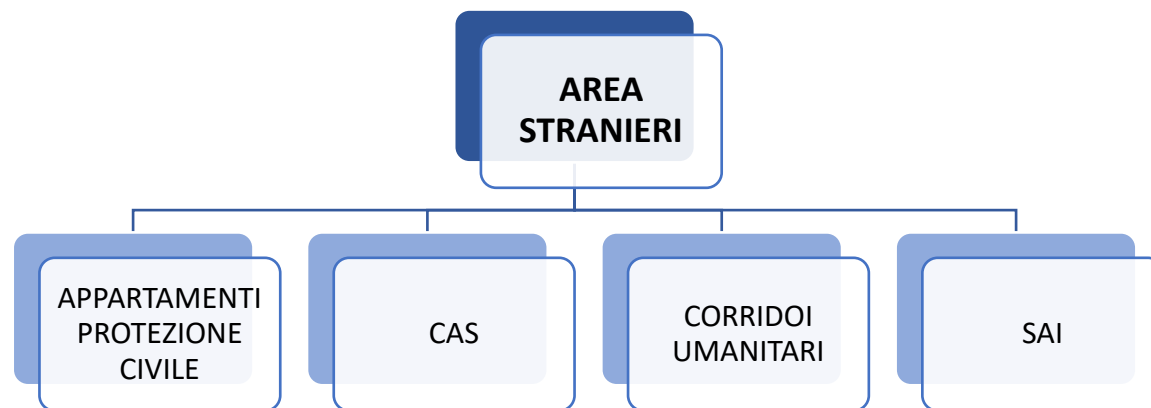 AREA
STRANIERI
APPARTAMENTI
PROTEZIONE
CIVILE
CAS
CORRIDOI
UMANITARI
SAI